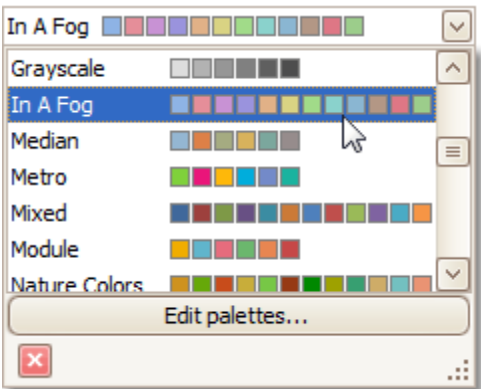 In A Fog
Grayscale
In A Fog
Median
Metro
Mixed
Module
Nature Colors
Edit palettes...